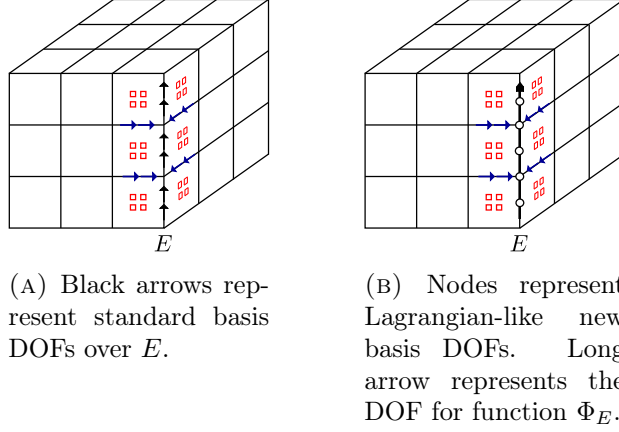 E
(A) Black arrows rep-
resent standard basis
DOFs over E.
E
(B) Nodes represent
Lagrangian-like new
basis DOFs. Long
arrow represents the
DOF for function Φ_E.